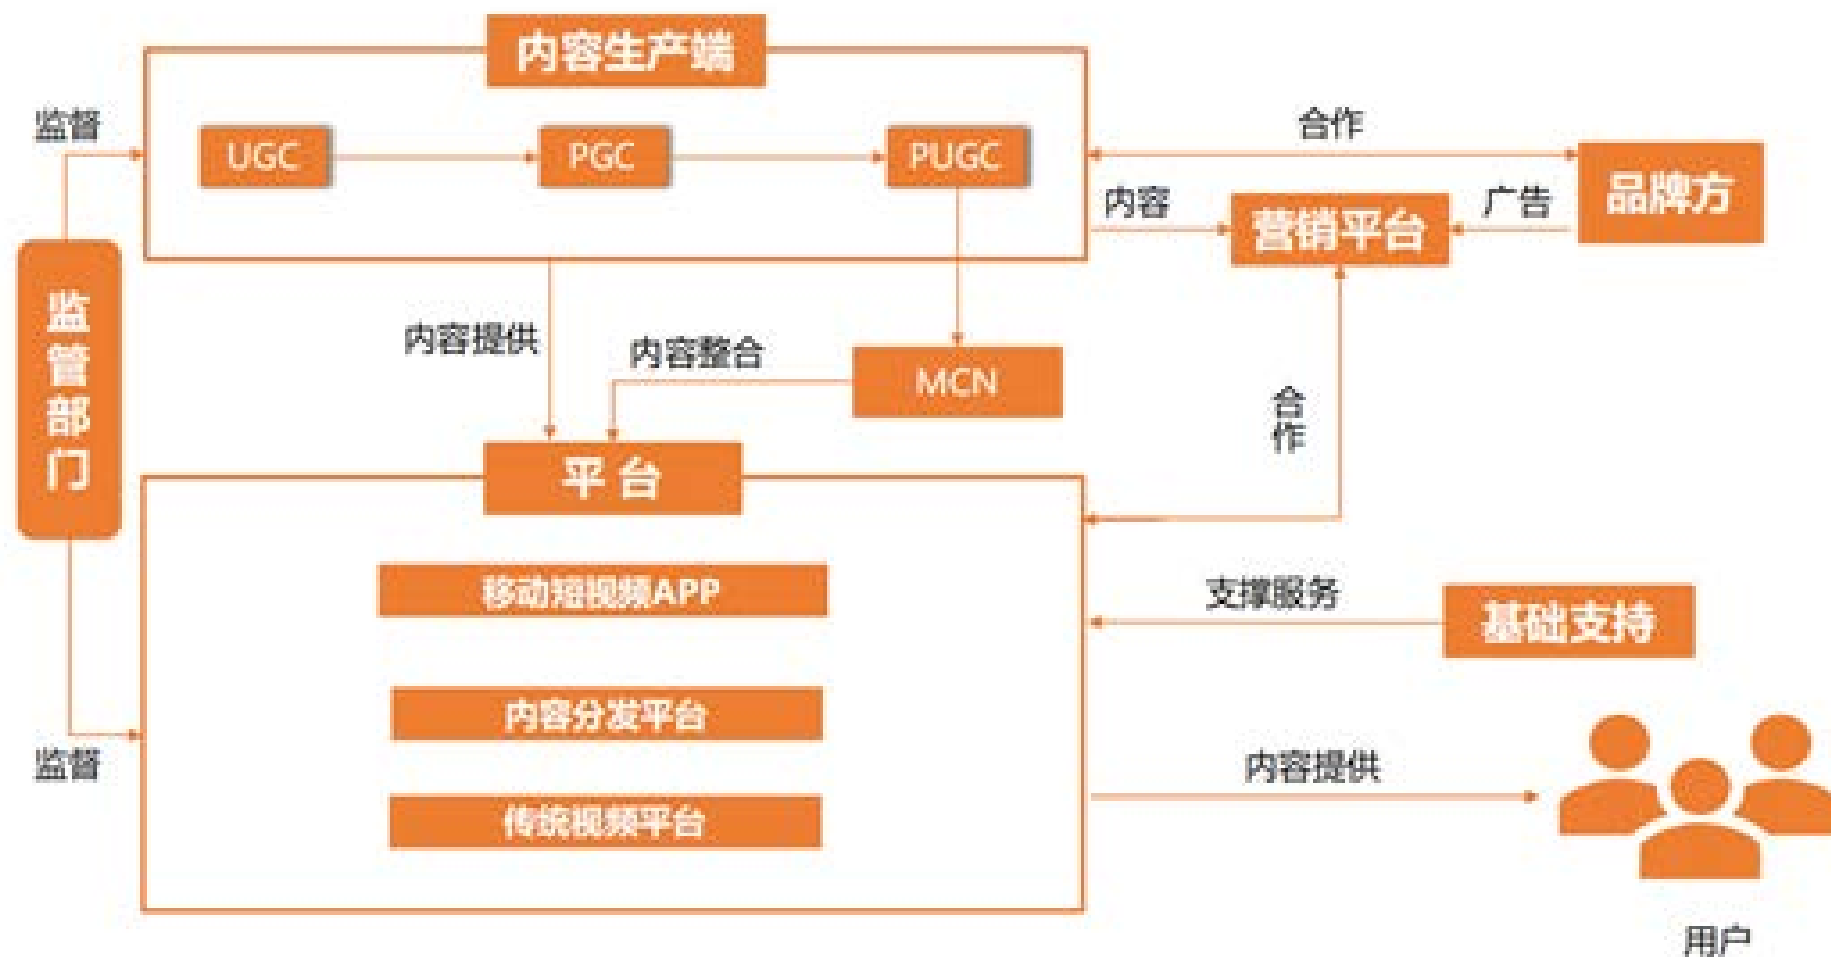 内容生产端
监督
UGC
PGC
PUGC
合作
品牌方
内容
营销平台
广告
监管部门
内容提供
内容整合
MCN
合作
平台
移动短视频APP
支撑服务
基础支持
内容分发平台
监督
内容提供
传统视频平台
用户